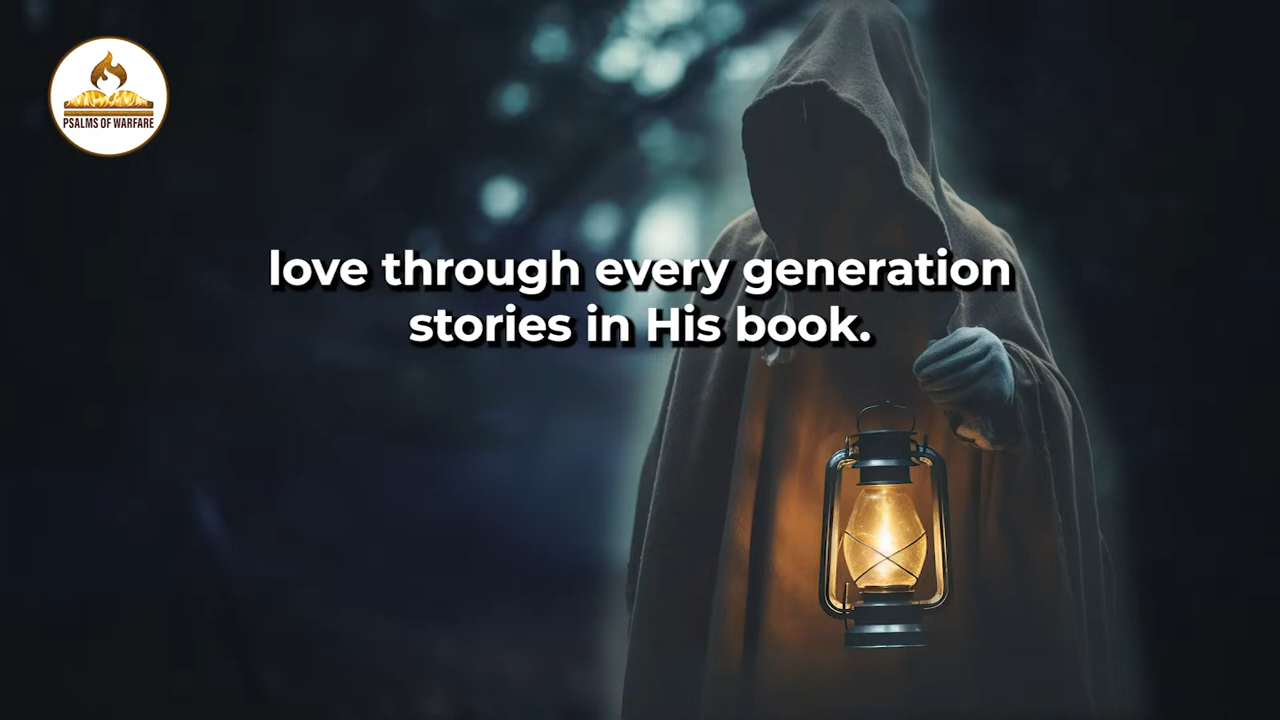 PSALMS OF WARFARE
love through every generation
stories in His book.